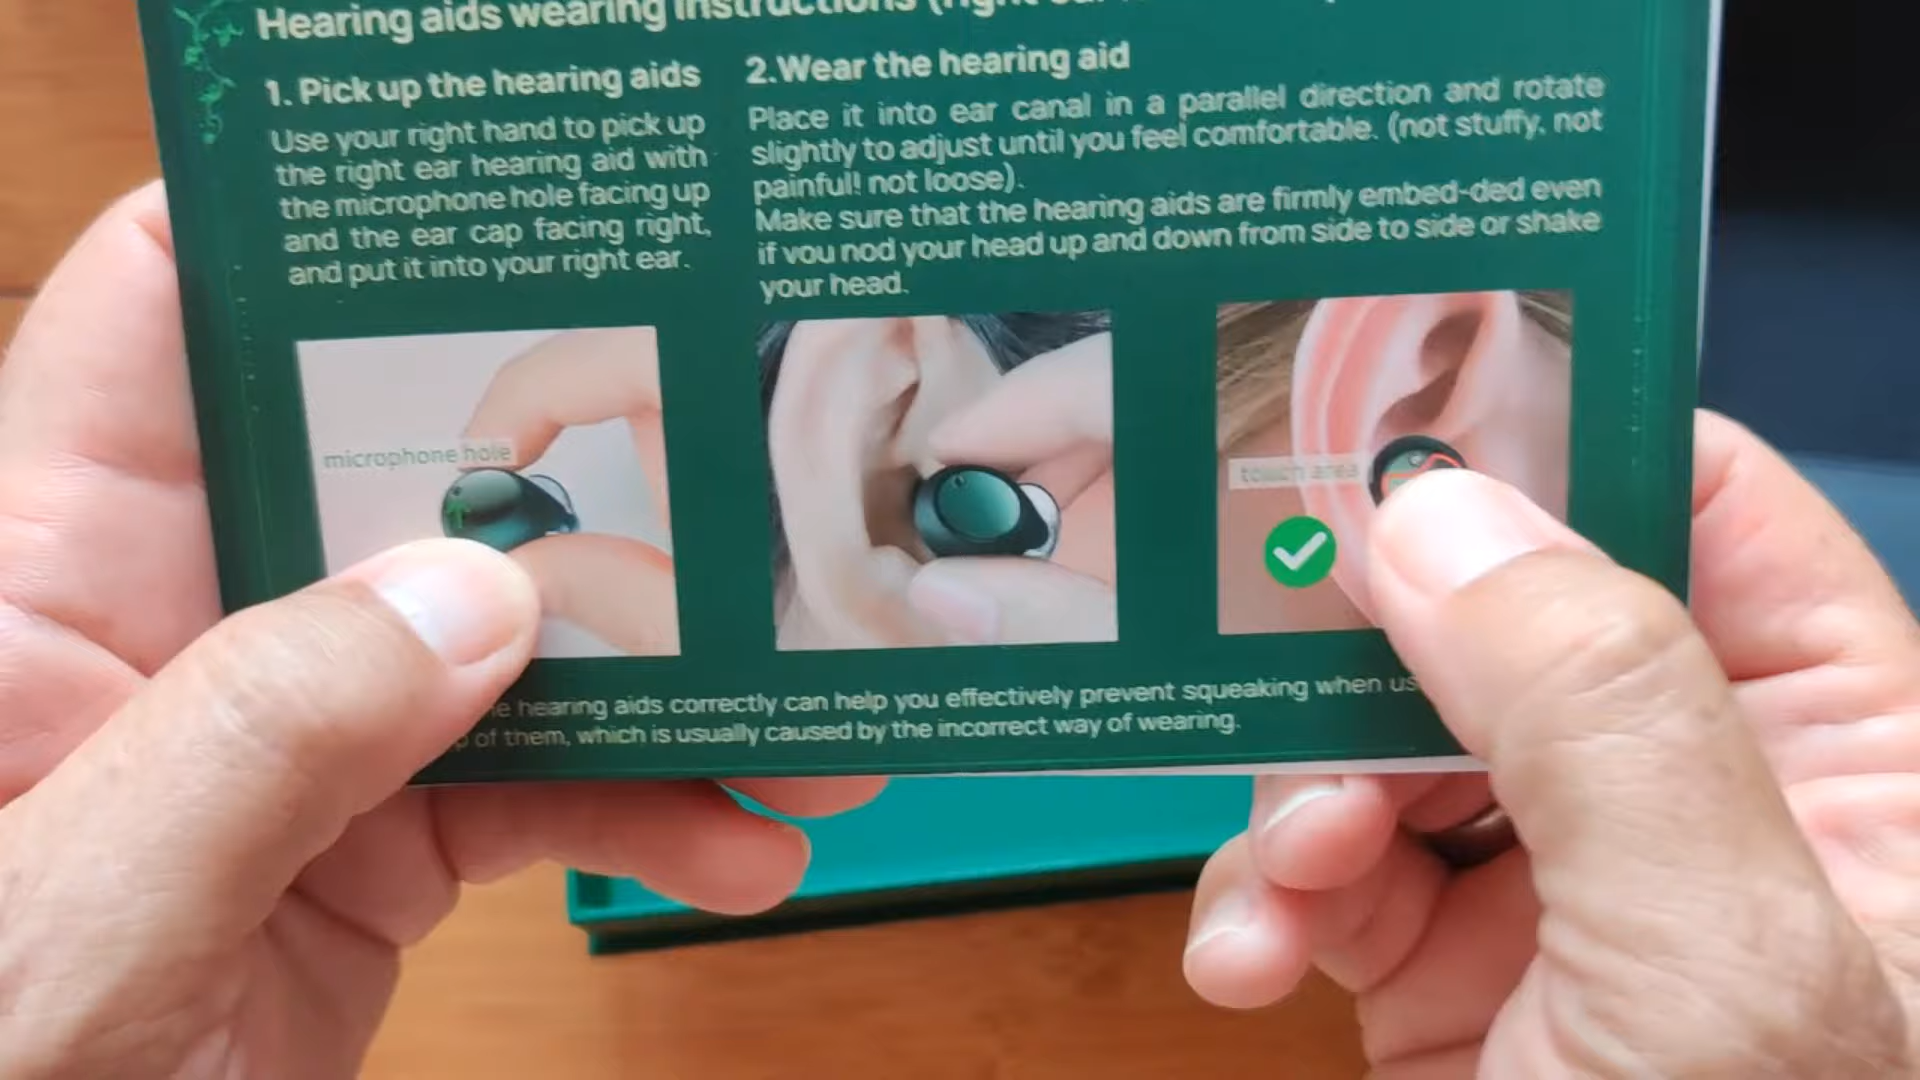 Hearing aids wearing instructions (right
1. Pick up the hearing aids
Use your right hand to pick up
the right ear hearing aid with
the microphone hole facing up
and the ear cap facing right,
and put it into your right ear.
2.Wear the hearing aid
Place it into ear canal in a parallel direction and rotate
slightly to adjust until you feel comfortable. (not stuffy, not
painful! not loose).
Make sure that the hearing aids are firmly embed-ded even
if vou nod your head up and down from side to side or shake
your head.
microphone hole
touch area
hearing aids correctly can help you effectively prevent squeaking when
of them, which is usually caused by the incorrect way of wearing.